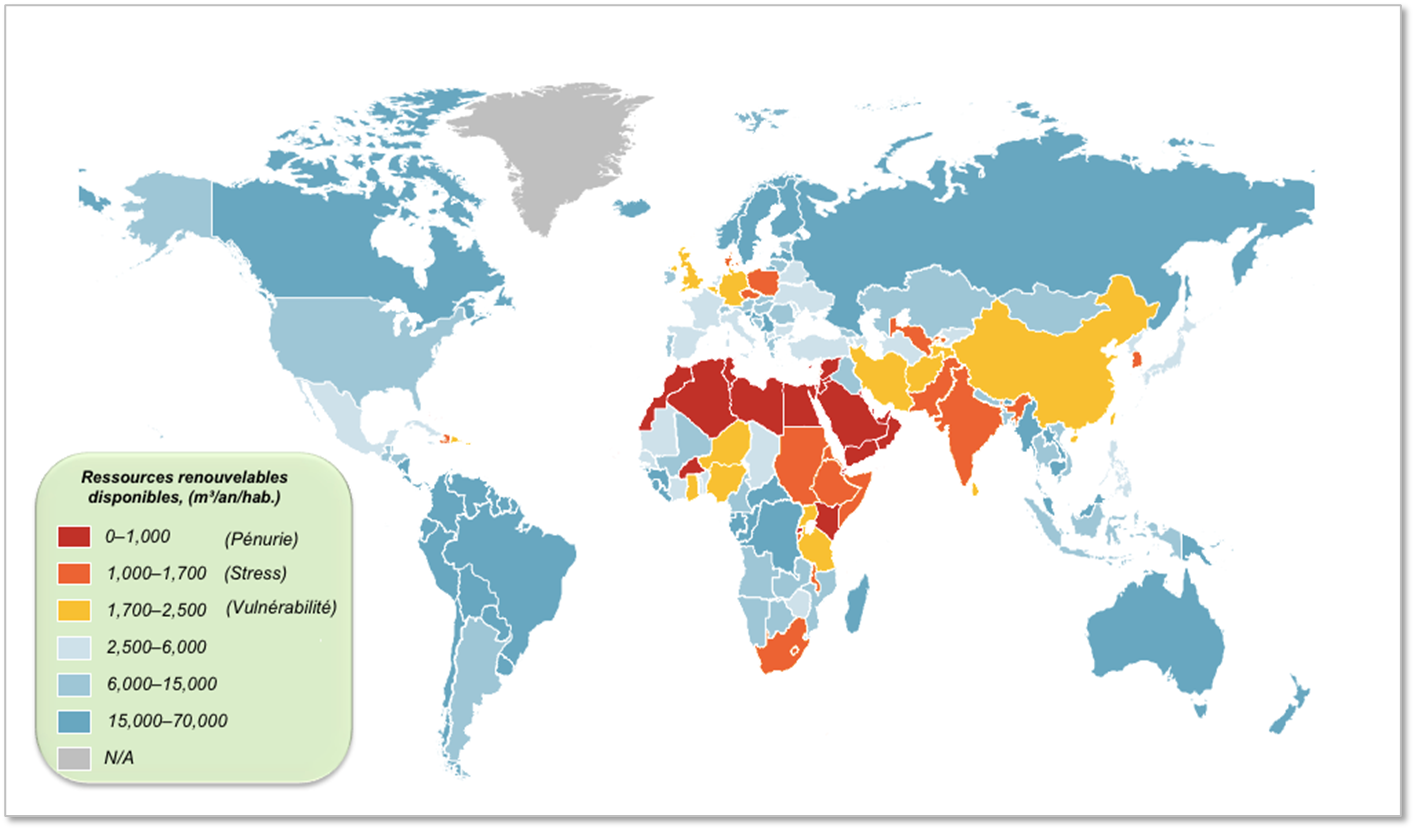 Ressources renouvelables
disponibles, (m³/an/hab.)
0–1,000 (Pénurie)
1,000–1,700 (Stress)
1,700–2,500 (Vulnérabilité)
2,500–6,000
6,000–15,000
15,000–70,000
N/A